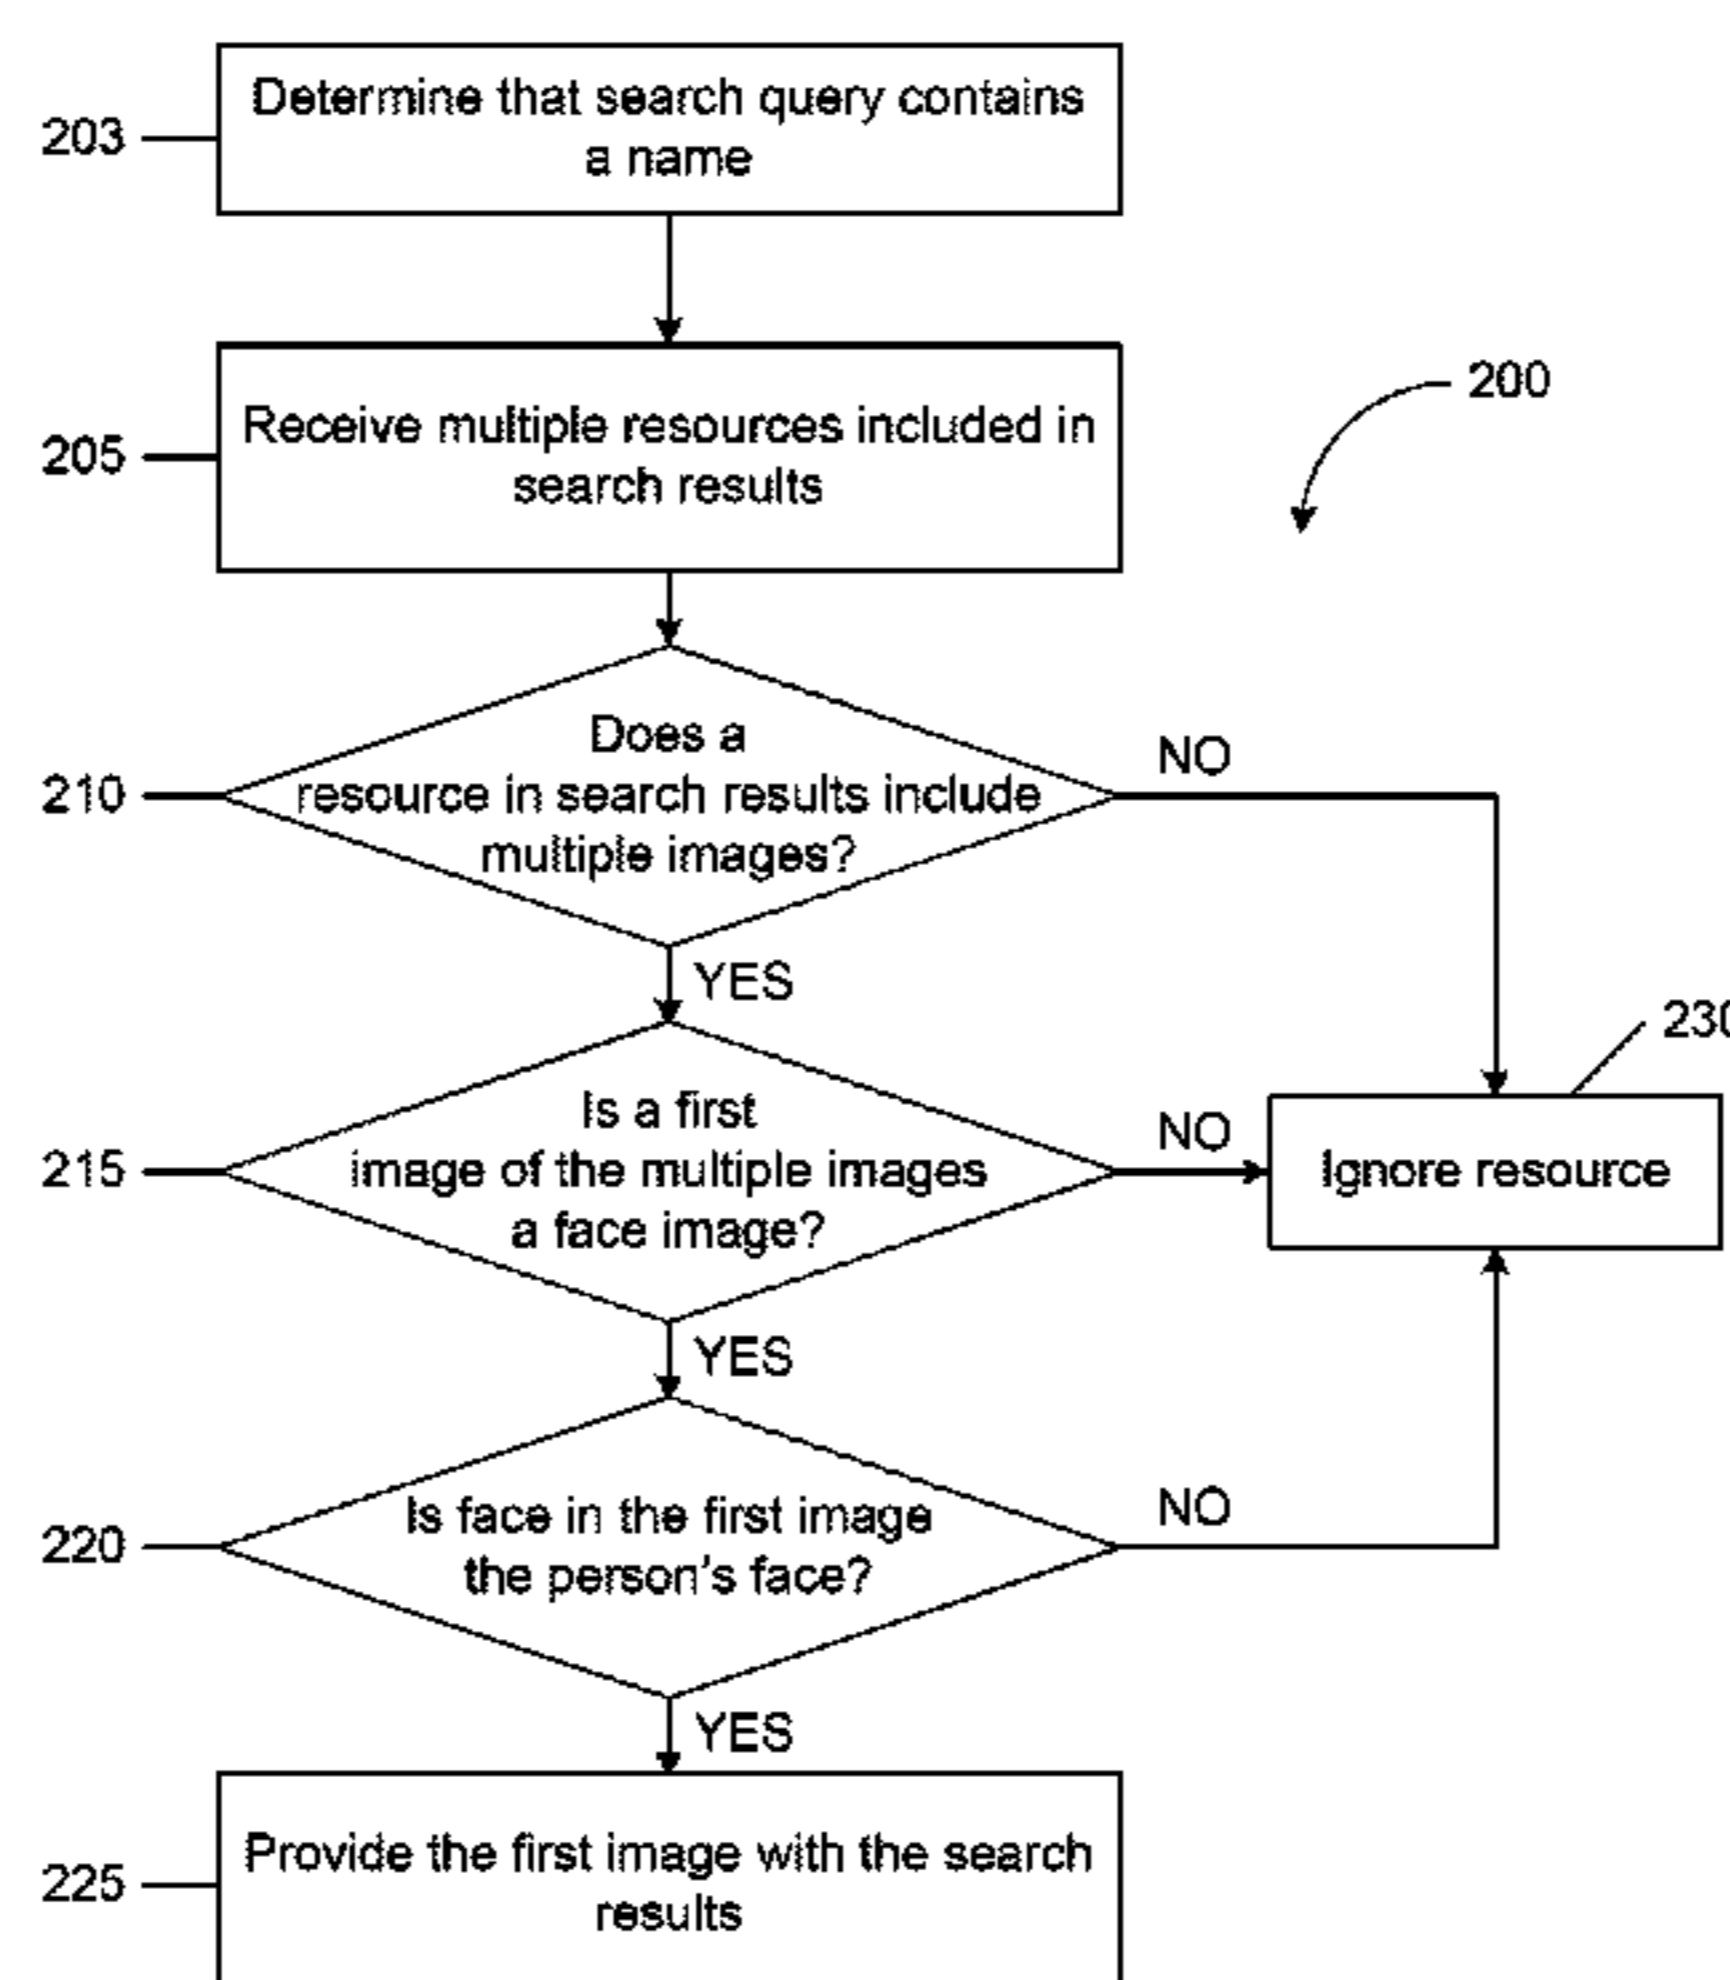 203
Determine that search query contains
a name
205
Receive multiple resources included in
search results
200
210
Does a
resource in search results include
multiple images?
NO
YES
230
215
Is a first
image of the multiple images
a face image?
NO
Ignore resource
YES
220
Is face in the first image
the person's face?
NO
YES
225
Provide the first image with the search
results